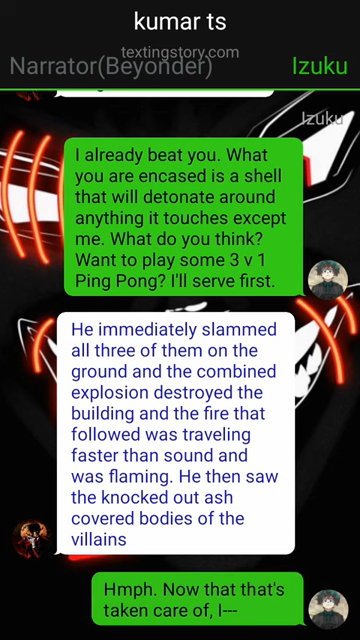 kumar ts
textingstory.com
Narrator(Beyonder) Izuku
Izuku
I already beat you. What
you are encased is a shell
that will detonate around
anything it touches except
me. What do you think?
Want to play some 3 v 1
Ping Pong? I'll serve first.
He immediately slammed
all three of them on the
ground and the combined
explosion destroyed the
building and the fire that
followed was traveling
faster than sound and
was flaming. He then saw
the knocked out ash
covered bodies of the
villains
Hmph. Now that that's
taken care of, I---